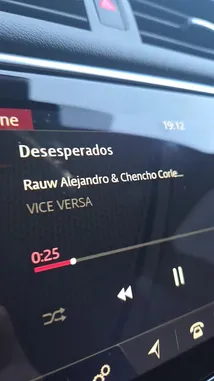 ne
19:12
Desesperados
Rauw Alejandro & Chencho Corle...
VICE VERSA
0:25